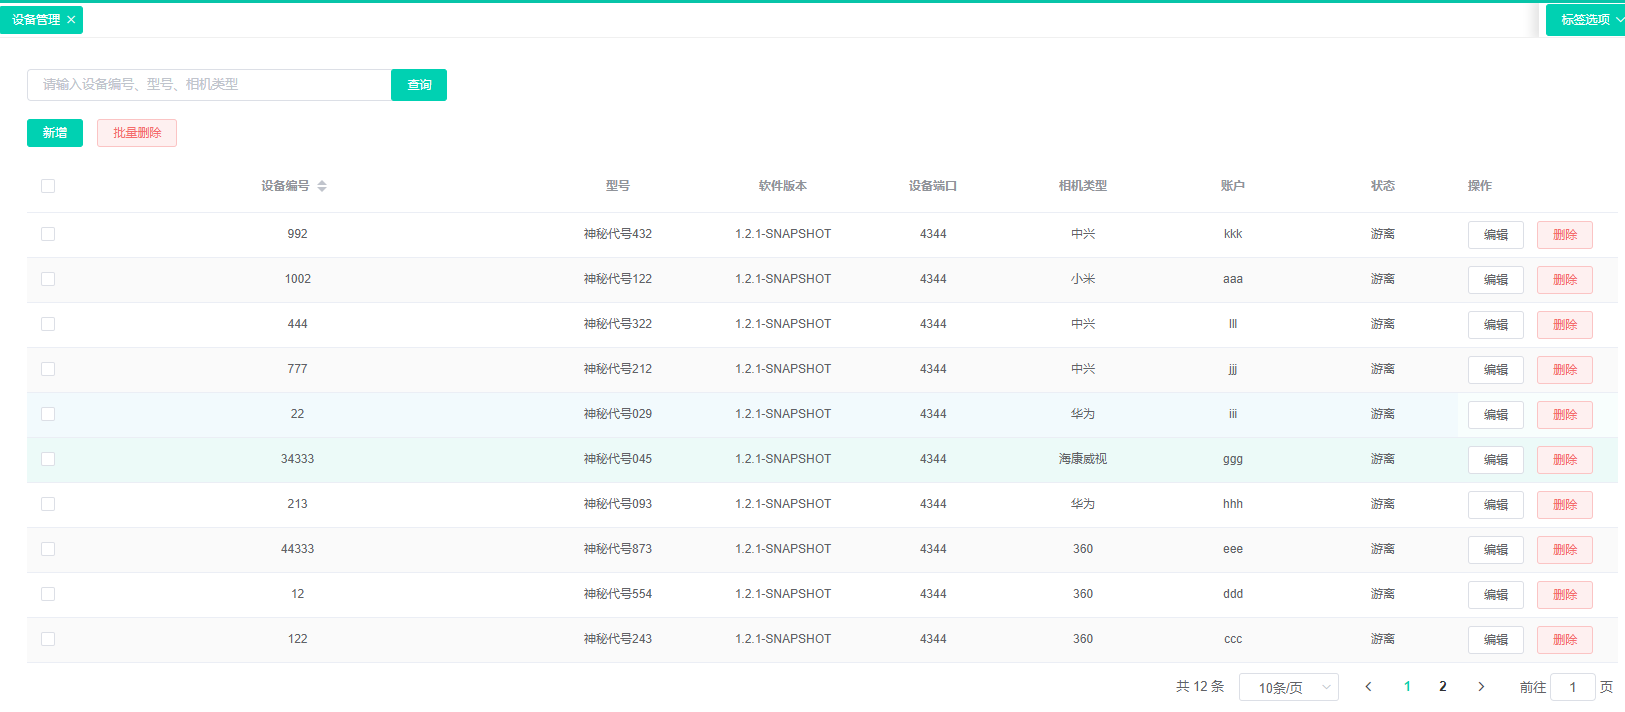 设备管理 ×
标签选项
请输入设备编号、型号、相机类型 查询
新增 批量删除
设备编号 型号 软件版本 设备端口 相机类型 账户 状态 操作
992 神秘代号432 1.2.1-SNAPSHOT 4344 中兴 kkk 游离 编辑 删除
1002 神秘代号122 1.2.1-SNAPSHOT 4344 小米 aaa 游离 编辑 删除
444 神秘代号322 1.2.1-SNAPSHOT 4344 中兴 lll 游离 编辑 删除
777 神秘代号212 1.2.1-SNAPSHOT 4344 中兴 jjj 游离 编辑 删除
22 神秘代号029 1.2.1-SNAPSHOT 4344 华为 iii 游离 编辑 删除
34333 神秘代号045 1.2.1-SNAPSHOT 4344 海康威视 ggg 游离 编辑 删除
213 神秘代号093 1.2.1-SNAPSHOT 4344 华为 hhh 游离 编辑 删除
44333 神秘代号873 1.2.1-SNAPSHOT 4344 360 eee 游离 编辑 删除
12 神秘代号554 1.2.1-SNAPSHOT 4344 360 ddd 游离 编辑 删除
122 神秘代号243 1.2.1-SNAPSHOT 4344 360 ccc 游离 编辑 删除
共 12 条 10条/页 1 2 前往 1 页